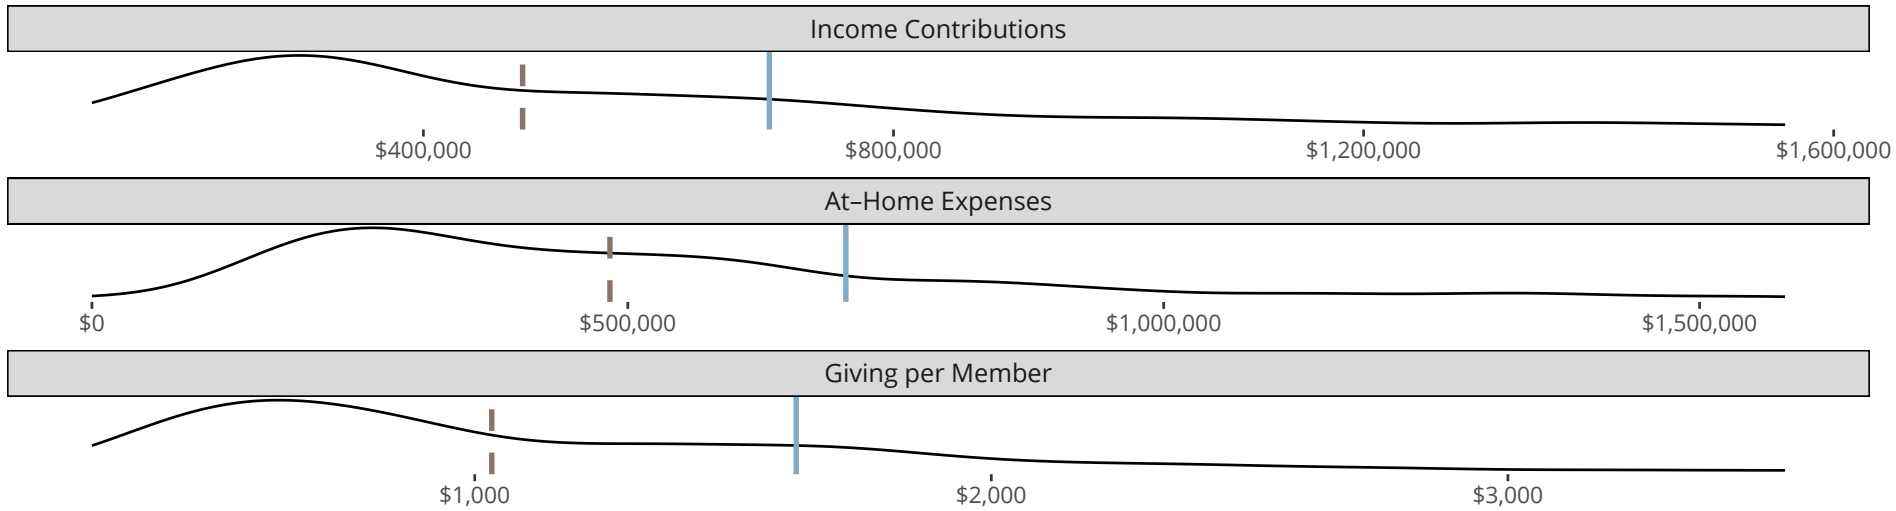 Income Contributions
$400,000 $800,000 $1,200,000 $1,600,000
At–Home Expenses
$0 $500,000 $1,000,000 $1,500,000
Giving per Member
$1,000 $2,000 $3,000